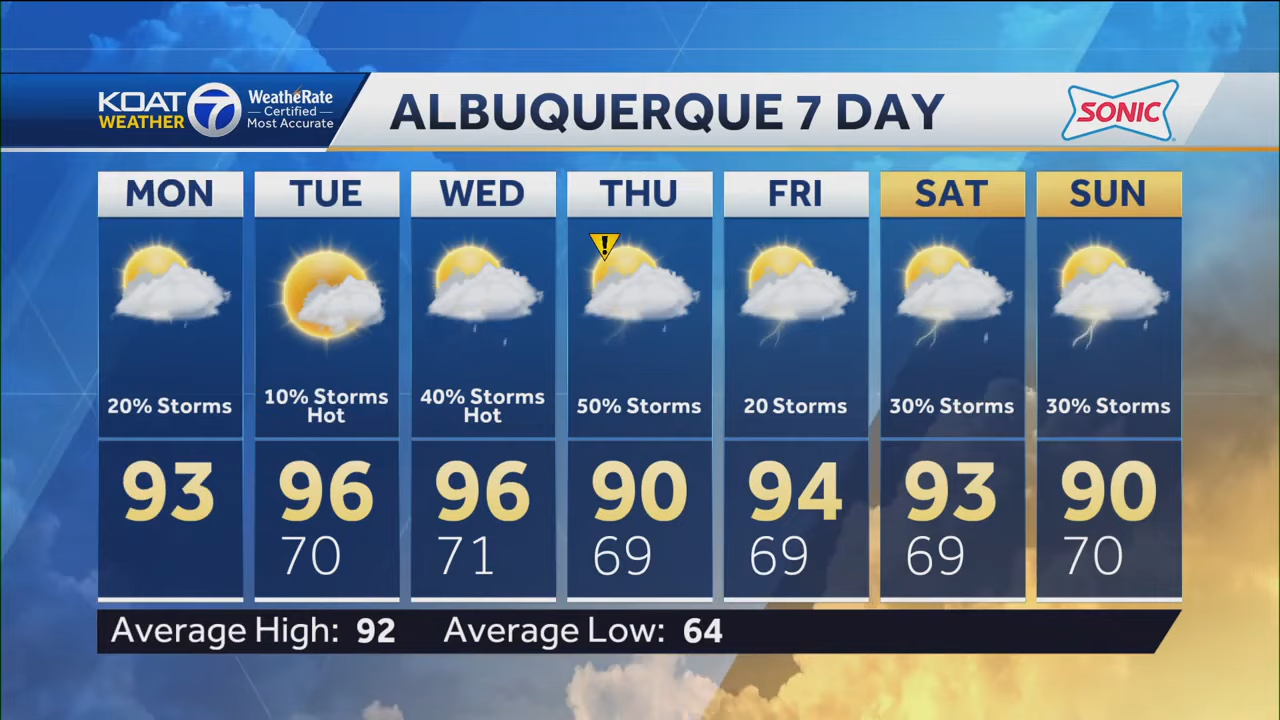 KOAT
WEATHER
7
WeatheRate
Certified
Most Accurate
ALBUQUERQUE 7 DAY
SONIC
MON
TUE
WED
THU
FRI
SAT
SUN
!
20% Storms
10% Storms
Hot
40% Storms
Hot
50% Storms
20 Storms
30% Storms
30% Storms
93
96
96
90
94
93
90
70
71
69
69
69
70
Average High: 92
Average Low: 64